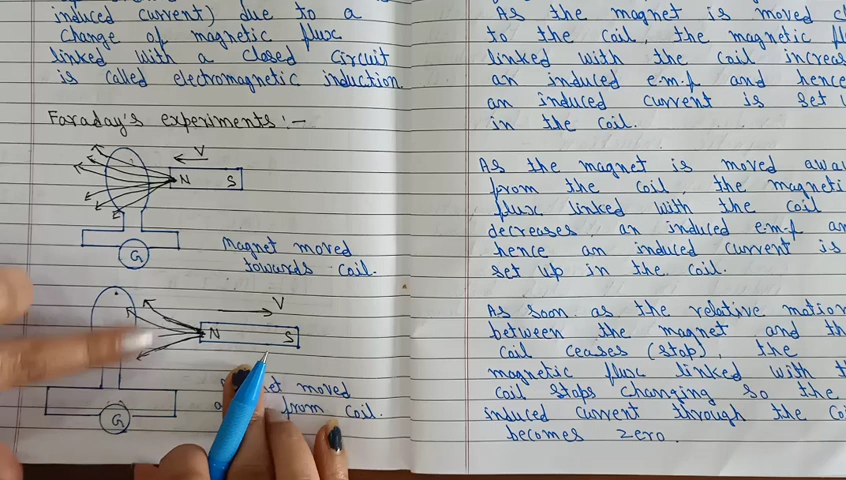 induced current) due to a
change of magnetic flux
linked with a closed circuit
is called electromagnetic induction.
Faraday's experiments :-
V
N S
G
Magnet moved
towards coil.
V
N S
G
moved
from coil.
As the magnet is moved
to the coil, the magnetic
linked with the coil
an induced e.m.f and hence
an induced current is set
in the coil.
As the magnet is moved
from the coil, the
flux linked with the coil
decreases, an induced e.m.f
hence an induced current is
set up in the coil.
As soon as the relative motion
between the magnet and
coil ceases (stop), the
magnetic flux linked with
coil stops changing so the
induced current through the
becomes zero.